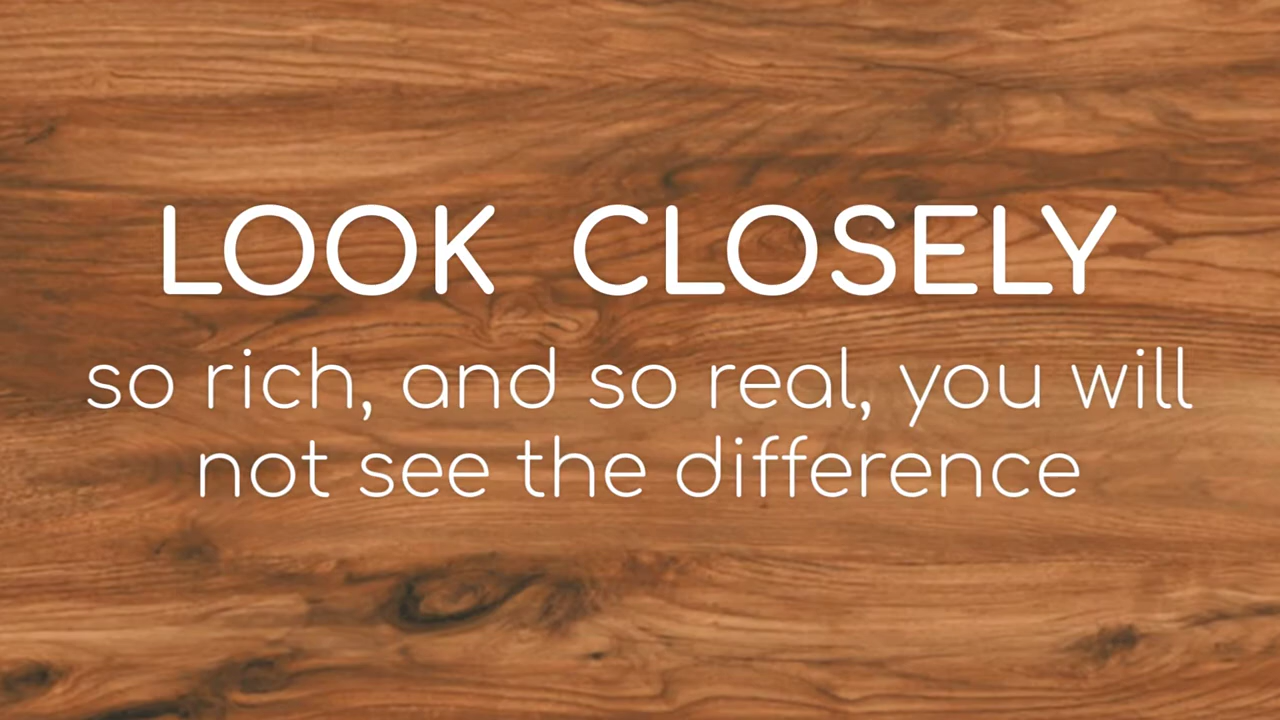 LOOK CLOSELY
so rich, and so real, you will
not see the difference